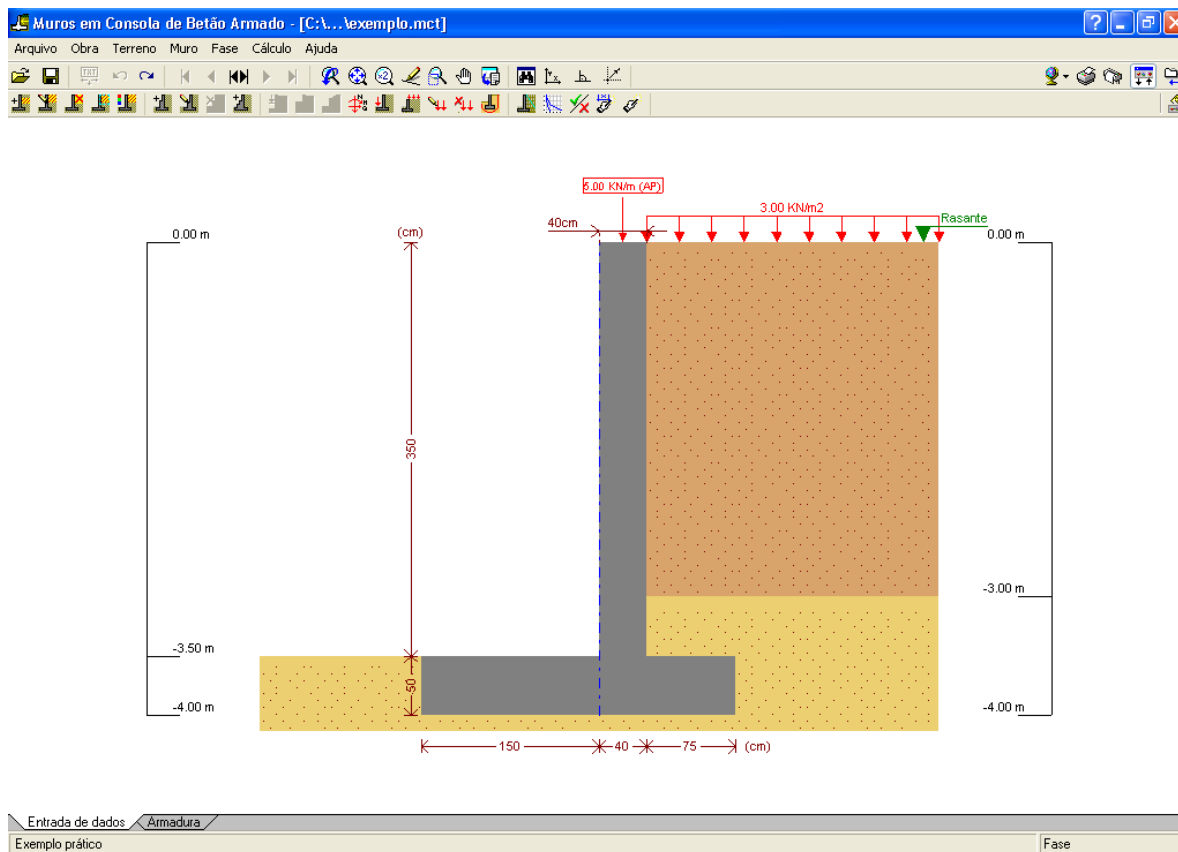 Muros em Consola de Betão Armado - [C:\...\exemplo.mct]
Arquivo Obra Terreno Muro Fase Cálculo Ajuda
5.00 KN/m (AP)
3.00 KN/m2
40cm
Rasante
0.00 m
(cm)
0.00 m
350
-3.00 m
-3.50 m
50
-4.00 m
-4.00 m
150
40
75
(cm)
Entrada de dados
Armadura
Exemplo prático
Fase